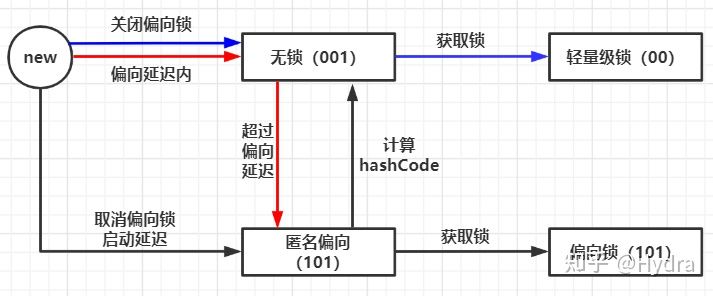 关闭偏向锁
new
偏向延迟内
无锁（001）
获取锁
轻量级锁（00）
超过
偏向
延迟
计算
hashCode
取消偏向锁
启动延迟
匿名偏向
（101）
获取锁
偏向锁（101）
知乎 @Hydra